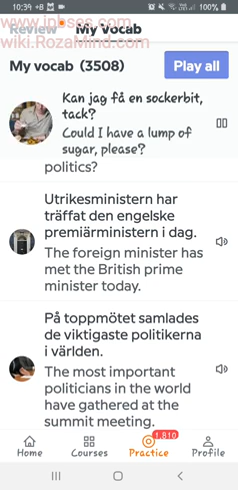 10:39 +8 100%
www.inoses.com
Review My Vocab
wiki.RozaMind.com
My vocab (3508) Play all
Kan jag få en sockerbit,
tack?
Could I have a lump of
sugar, please?
politics?
Utrikesministern har
träffat den engelske
premiärministern i dag.
The foreign minister has
met the British prime
minister today.
På toppmötet samlades
de viktigaste politikerna
i världen.
The most important
politicians in the world
have gathered at the
summit meeting.
1,810
Home Courses Practice Profile